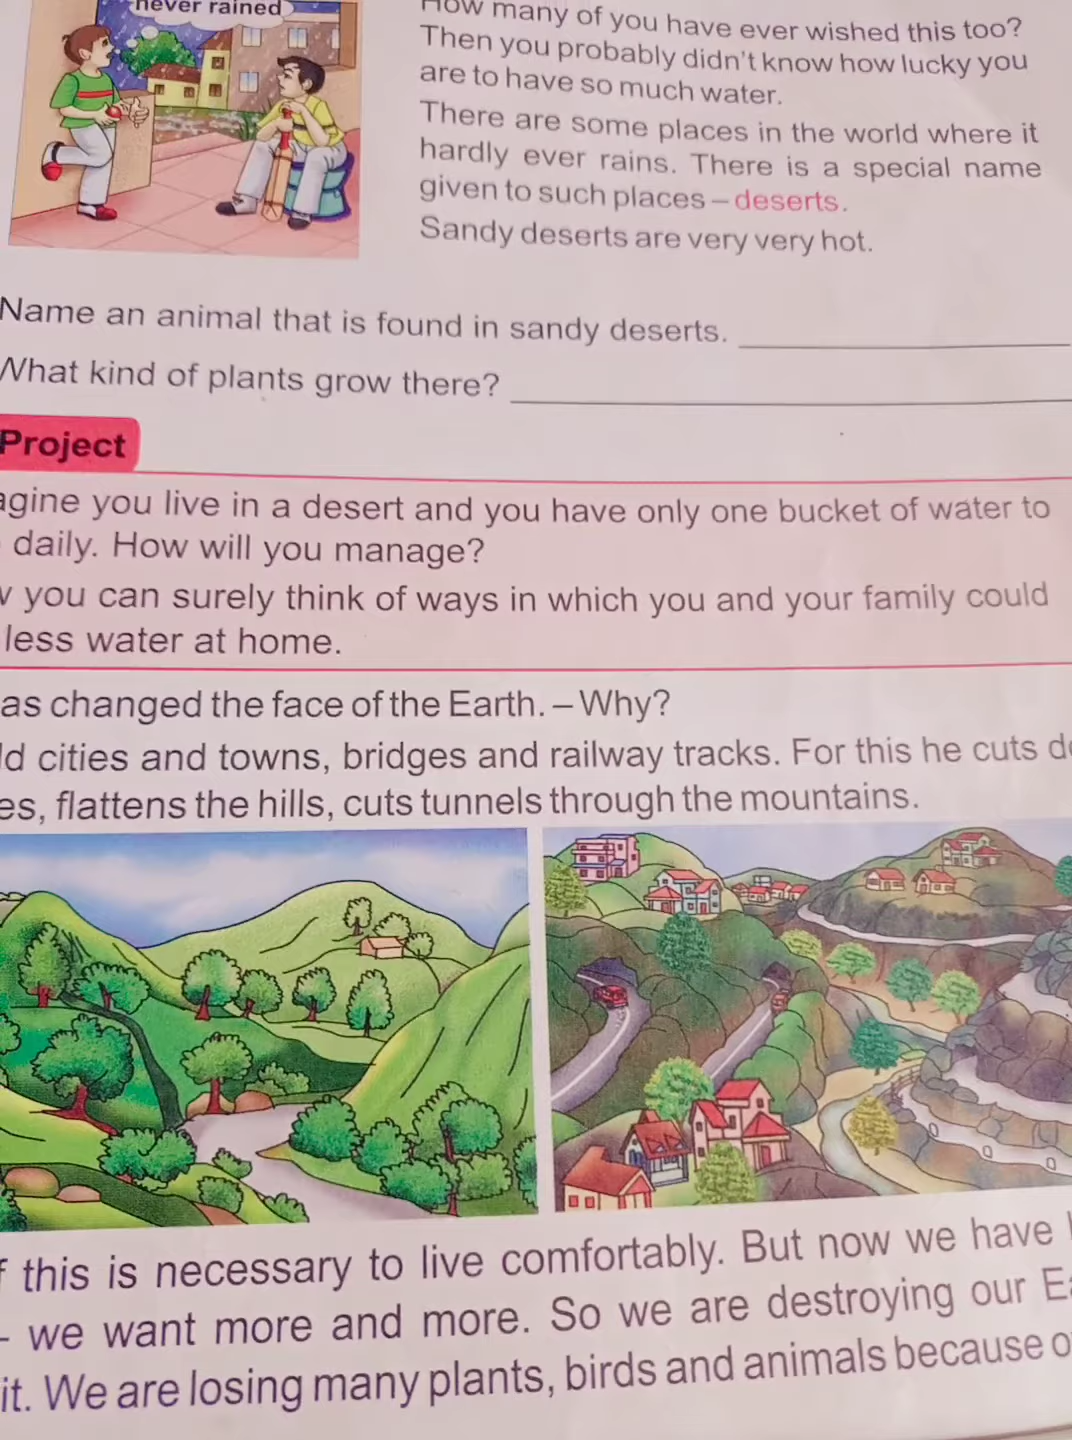 never rained
How many of you have ever wished this too?
Then you probably didn't know how lucky you
are to have so much water.
There are some places in the world where it
hardly ever rains. There is a special name
given to such places – deserts.
Sandy deserts are very very hot.
Name an animal that is found in sandy deserts.
What kind of plants grow there?
Project
agine you live in a desert and you have only one bucket of water to
daily. How will you manage?
you can surely think of ways in which you and your family could
less water at home.
as changed the face of the Earth. – Why?
ld cities and towns, bridges and railway tracks. For this he cuts
es, flattens the hills, cuts tunnels through the mountains.
f this is necessary to live comfortably. But now we have
– we want more and more. So we are destroying our
it. We are losing many plants, birds and animals because